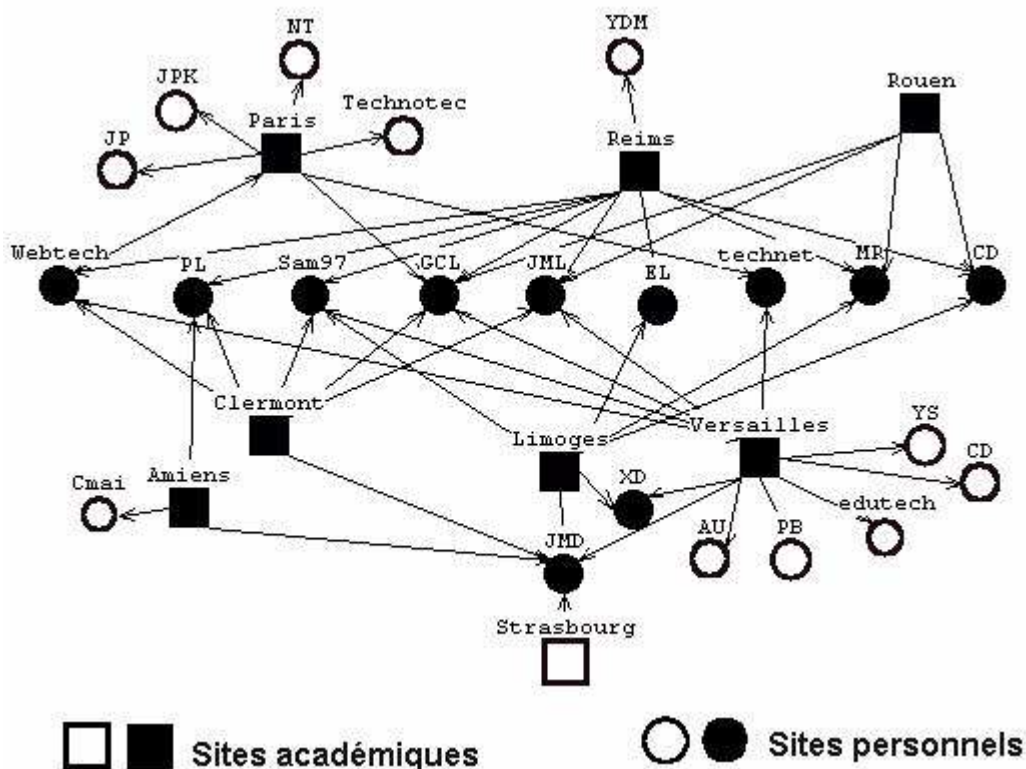 NT
YDM
JPK
Technotec
Rouen
Paris
JP
Reims
Webtech
PL
Sam97
GCL
JML
EL
technet
MR
CD
Clermont
Limoges
Versailles
YS
Cmai
Amiens
XD
CD
AU
PB
edutech
JMD
Strasbourg
Sites académiques
Sites personnels